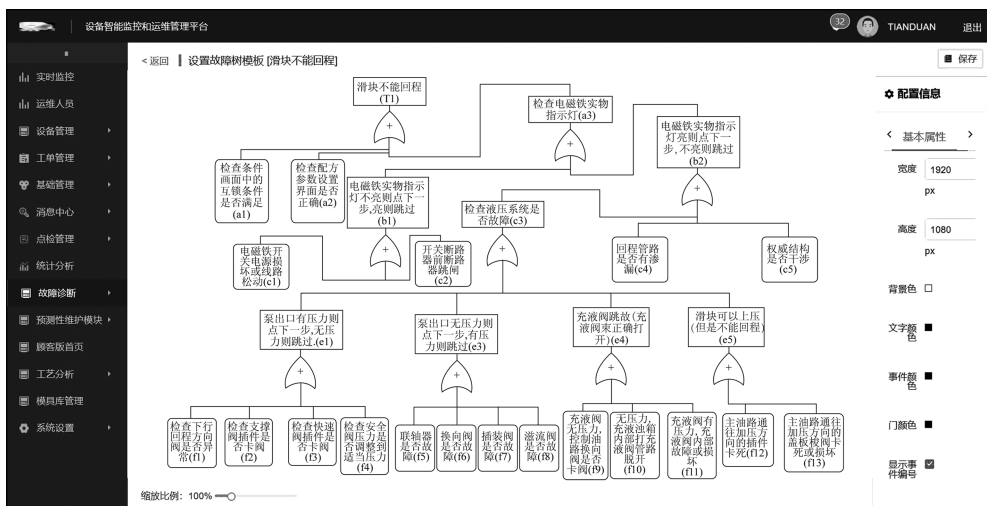 设备智能监控和运维管理平台
32
TIANDUAN
退出
实时监控
运维人员
设备管理
工单管理
基础管理
消息中心
点检管理
统计分析
故障诊断
预测性维护模块
顾客版首页
工艺分析
模具库管理
系统设置
<返回
设置故障树模板 [滑块不能回程]
保存
滑块不能回程
(T1)
检查电磁铁实物
指示灯(a3)
电磁铁实物指示
灯亮则点下一
步,不亮则跳过
(b2)
检查条件
画面中的
互锁条件
是否满足
(a1)
检查配方
参数设置
界面是否
正确(a2)
电磁铁实物指示
灯不亮则点下一
步,亮则跳过
(b1)
检查液压系统是
否故障(c3)
电磁铁开
关电源损
坏或线路
松动(c1)
开关断路
器前断路
器跳闸
(c2)
回程管路
是否有渗
漏(c4)
权威结构
是否干涉
(c5)
泵出口有压力则
点下一步,无压
力则跳过.(e1)
泵出口无压力则
点下一步,有压
力则跳过(e3)
充液阀跳故(充
液阀束正确打
开)(e4)
滑块可以上压
(但是不能回程)
(e5)
检查下行
回程方向
阀是否异
常(f1)
检查支撑
阀插件是
否卡阀
(f2)
检查快速
阀插件是
否卡阀
(f3)
检查安全
阀压力是
否调整到
适当压力
(f4)
联轴器
是否故
障(f5)
换向阀
是否故
障(f6)
插装阀
是否故
障(f7)
溢流阀
是否故
障(f8)
充液阀
无压力,
控制油
路换向
阀是否
卡阀(f9)
无压力,
充液浊箱
内部打充
液阀管路
脱开
(f10)
充液阀有
压力,充
液阀内部
故障或损
坏
(f11)
主油路通
往加压方
向的插件
卡死(f12)
主油路通往
加压方向的
盖板梭阀卡
死或损坏
(f13)
缩放比例: 100%
配置信息
基本属性
宽度 1920
px
高度 1080
px
背景色
文字颜
色
事件颜
色
门颜色
显示事
件编号